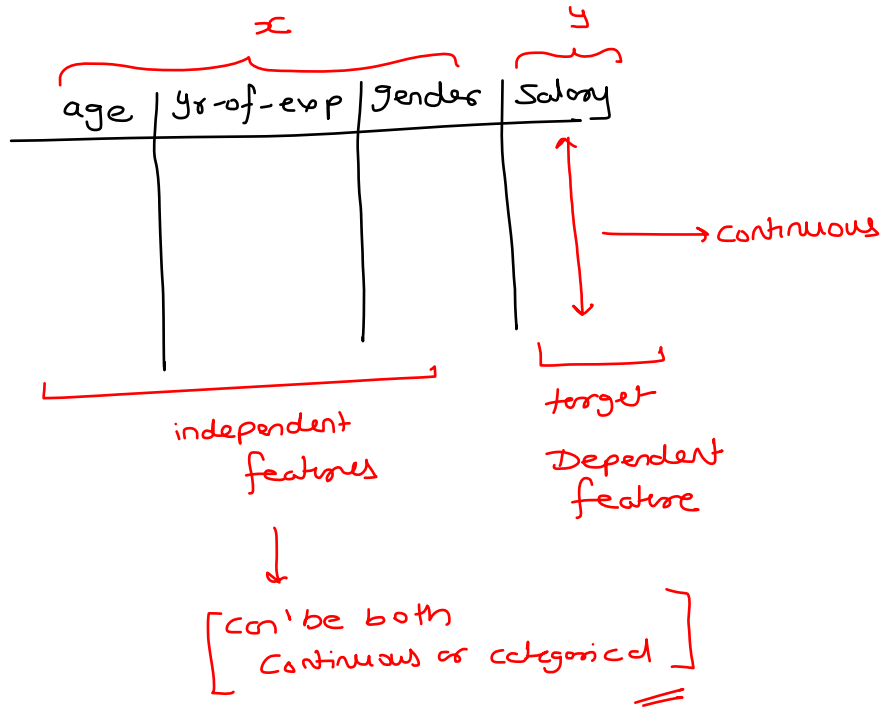 x y
age yr-of-exp gender Salary
continuous
target
independent
features
Dependent
feature
can' be both
continuous or categorical